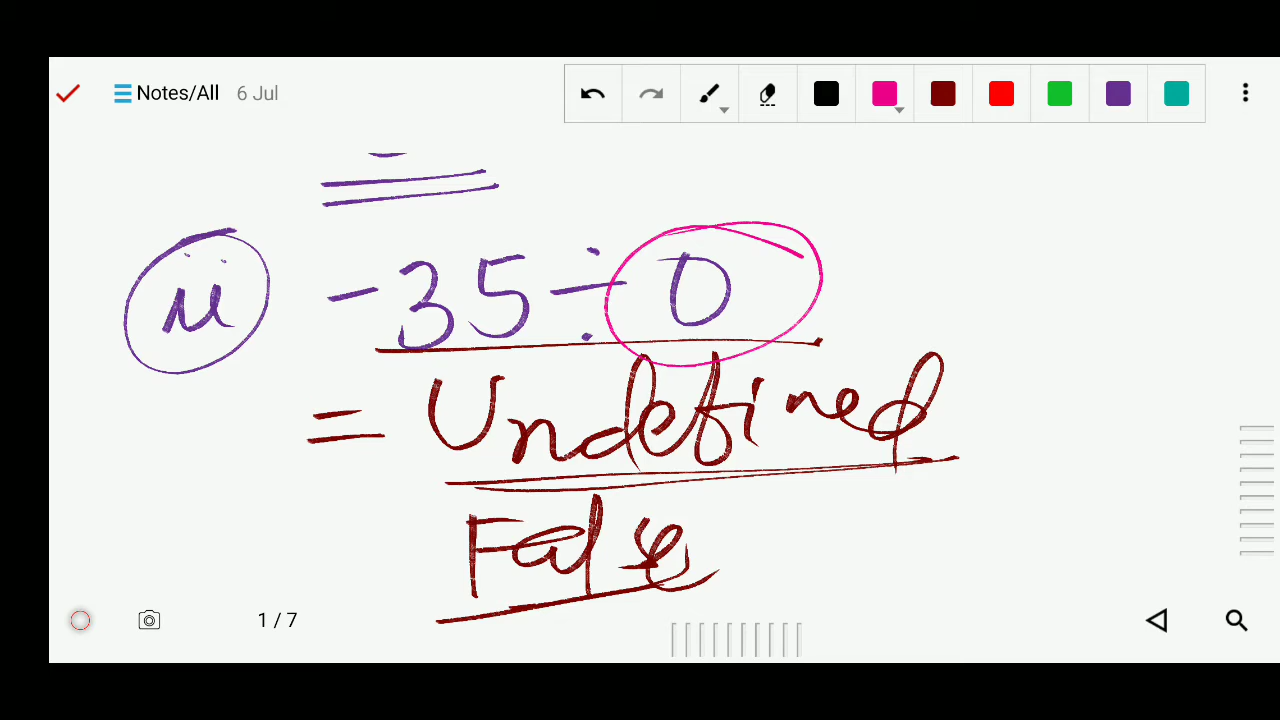 Notes/All 6 Jul
ii -35÷0
= Undefined
False
1 / 7